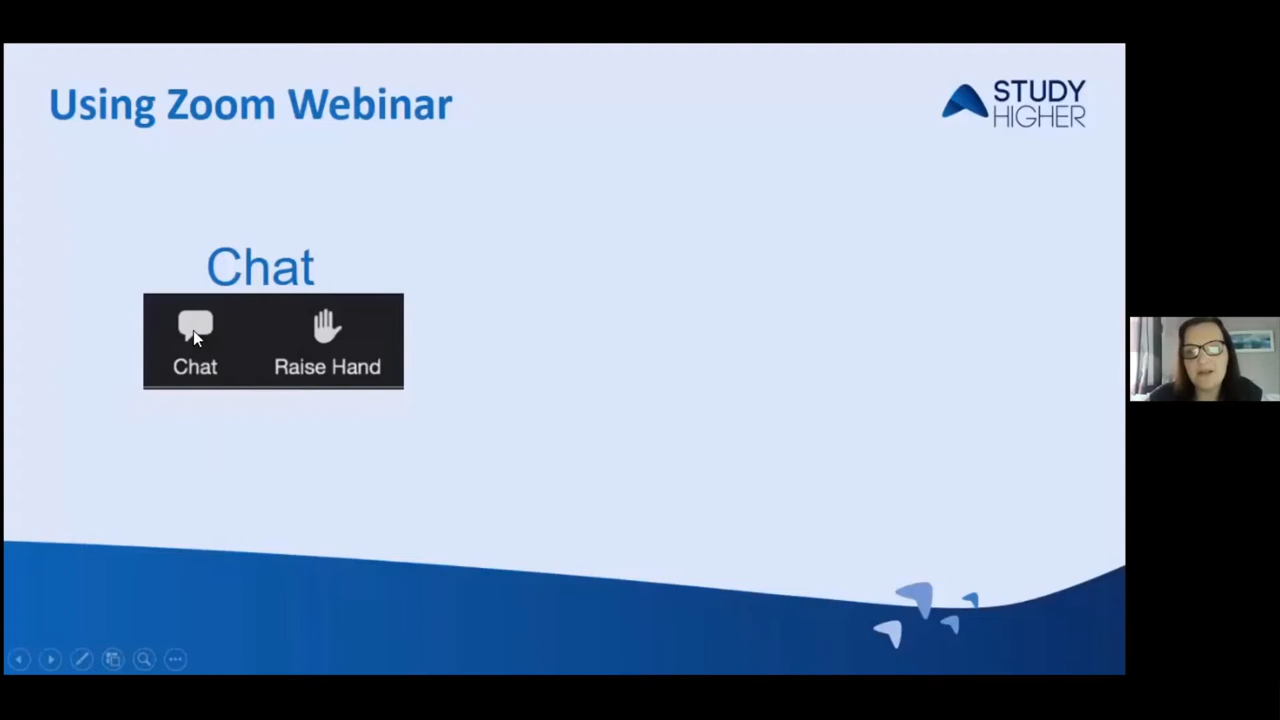 Using Zoom Webinar
STUDY
HIGHER
Chat
Chat
Raise Hand